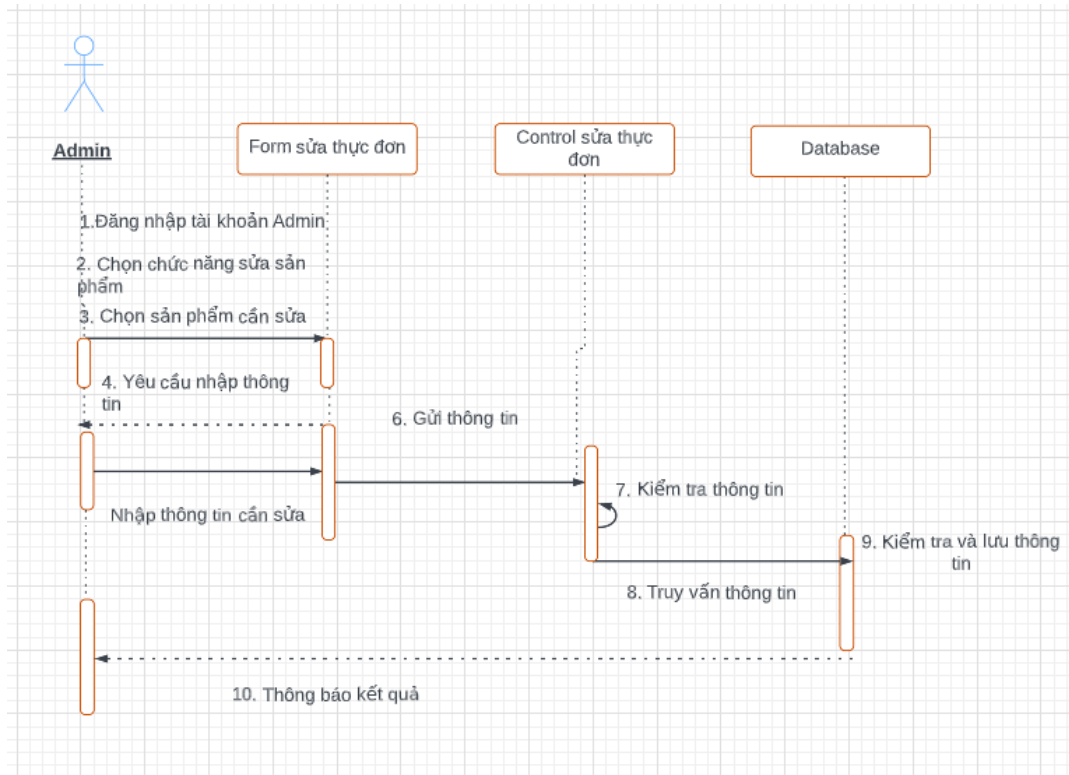 Admin
Form sửa thực đơn
Control sửa thực
đơn
Database
1.Đăng nhập tài khoản Admin
2. Chọn chức năng sửa sản
phẩm
3. Chọn sản phẩm cần sửa
4. Yêu cầu nhập thông
tin
6. Gửi thông tin
7. Kiểm tra thông tin
Nhập thông tin cần sửa
9. Kiểm tra và lưu thông
tin
8. Truy vấn thông tin
10. Thông báo kết quả